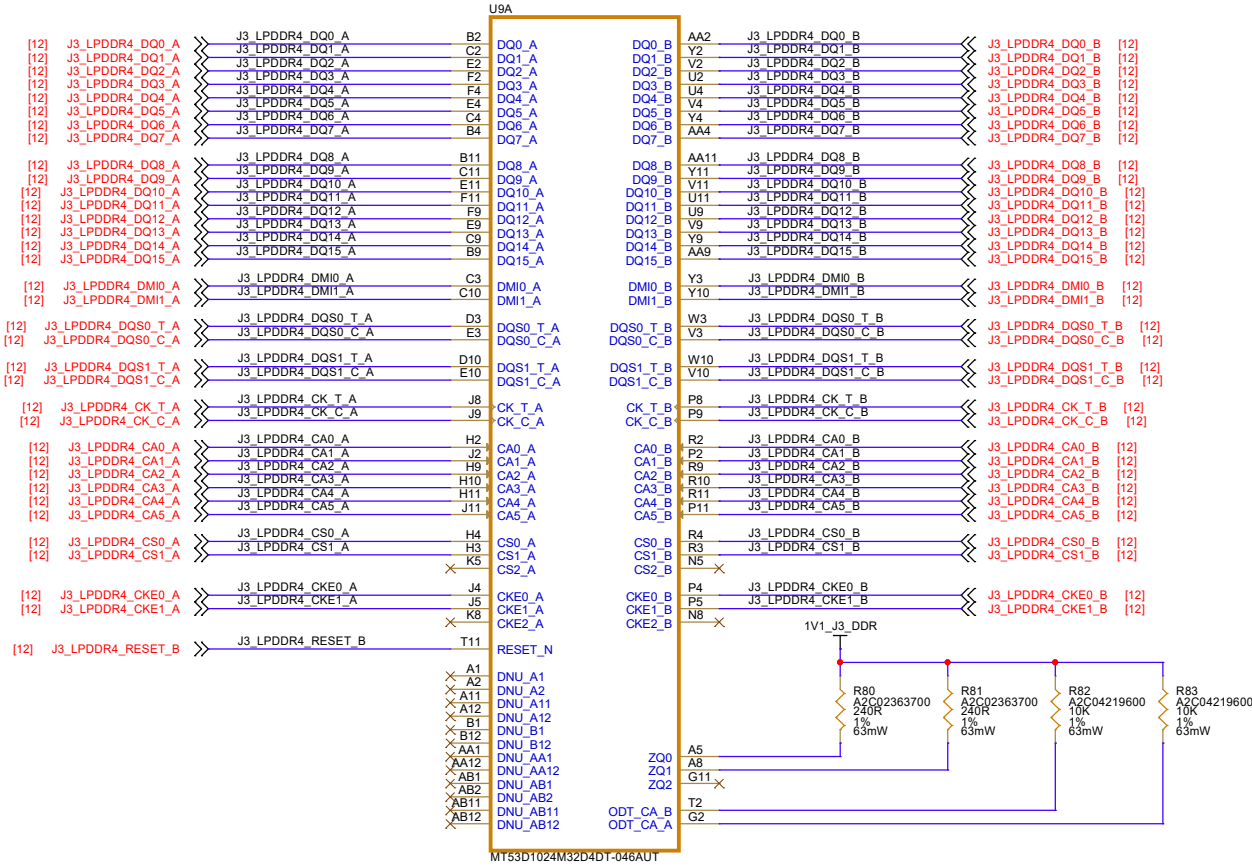 U9A
[12] J3_LPDDR4_DQ0_A J3_LPDDR4_DQ0_A B2 DQ0_A DQ0_B AA2 J3_LPDDR4_DQ0_B J3_LPDDR4_DQ0_B [12]
[12] J3_LPDDR4_DQ1_A J3_LPDDR4_DQ1_A C2 DQ1_A DQ1_B Y2 J3_LPDDR4_DQ1_B J3_LPDDR4_DQ1_B [12]
[12] J3_LPDDR4_DQ2_A J3_LPDDR4_DQ2_A E2 DQ2_A DQ2_B V2 J3_LPDDR4_DQ2_B J3_LPDDR4_DQ2_B [12]
[12] J3_LPDDR4_DQ3_A J3_LPDDR4_DQ3_A F2 DQ3_A DQ3_B U2 J3_LPDDR4_DQ3_B J3_LPDDR4_DQ3_B [12]
[12] J3_LPDDR4_DQ4_A J3_LPDDR4_DQ4_A F4 DQ4_A DQ4_B U4 J3_LPDDR4_DQ4_B J3_LPDDR4_DQ4_B [12]
[12] J3_LPDDR4_DQ5_A J3_LPDDR4_DQ5_A E4 DQ5_A DQ5_B V4 J3_LPDDR4_DQ5_B J3_LPDDR4_DQ5_B [12]
[12] J3_LPDDR4_DQ6_A J3_LPDDR4_DQ6_A C4 DQ6_A DQ6_B Y4 J3_LPDDR4_DQ6_B J3_LPDDR4_DQ6_B [12]
[12] J3_LPDDR4_DQ7_A J3_LPDDR4_DQ7_A B4 DQ7_A DQ7_B AA4 J3_LPDDR4_DQ7_B J3_LPDDR4_DQ7_B [12]
[12] J3_LPDDR4_DQ8_A J3_LPDDR4_DQ8_A B11 DQ8_A DQ8_B AA11 J3_LPDDR4_DQ8_B J3_LPDDR4_DQ8_B [12]
[12] J3_LPDDR4_DQ9_A J3_LPDDR4_DQ9_A C11 DQ9_A DQ9_B Y11 J3_LPDDR4_DQ9_B J3_LPDDR4_DQ9_B [12]
[12] J3_LPDDR4_DQ10_A J3_LPDDR4_DQ10_A E11 DQ10_A DQ10_B V11 J3_LPDDR4_DQ10_B J3_LPDDR4_DQ10_B [12]
[12] J3_LPDDR4_DQ11_A J3_LPDDR4_DQ11_A F11 DQ11_A DQ11_B U11 J3_LPDDR4_DQ11_B J3_LPDDR4_DQ11_B [12]
[12] J3_LPDDR4_DQ12_A J3_LPDDR4_DQ12_A F9 DQ12_A DQ12_B U9 J3_LPDDR4_DQ12_B J3_LPDDR4_DQ12_B [12]
[12] J3_LPDDR4_DQ13_A J3_LPDDR4_DQ13_A E9 DQ13_A DQ13_B V9 J3_LPDDR4_DQ13_B J3_LPDDR4_DQ13_B [12]
[12] J3_LPDDR4_DQ14_A J3_LPDDR4_DQ14_A C9 DQ14_A DQ14_B Y9 J3_LPDDR4_DQ14_B J3_LPDDR4_DQ14_B [12]
[12] J3_LPDDR4_DQ15_A J3_LPDDR4_DQ15_A B9 DQ15_A DQ15_B AA9 J3_LPDDR4_DQ15_B J3_LPDDR4_DQ15_B [12]
[12] J3_LPDDR4_DMI0_A J3_LPDDR4_DMI0_A C3 DMI0_A DMI0_B Y3 J3_LPDDR4_DMI0_B J3_LPDDR4_DMI0_B [12]
[12] J3_LPDDR4_DMI1_A J3_LPDDR4_DMI1_A C10 DMI1_A DMI1_B Y10 J3_LPDDR4_DMI1_B J3_LPDDR4_DMI1_B [12]
[12] J3_LPDDR4_DQS0_T_A J3_LPDDR4_DQS0_T_A D3 DQS0_T_A DQS0_T_B W3 J3_LPDDR4_DQS0_T_B J3_LPDDR4_DQS0_T_B [12]
[12] J3_LPDDR4_DQS0_C_A J3_LPDDR4_DQS0_C_A E3 DQS0_C_A DQS0_C_B V3 J3_LPDDR4_DQS0_C_B J3_LPDDR4_DQS0_C_B [12]
[12] J3_LPDDR4_DQS1_T_A J3_LPDDR4_DQS1_T_A D10 DQS1_T_A DQS1_T_B W10 J3_LPDDR4_DQS1_T_B J3_LPDDR4_DQS1_T_B [12]
[12] J3_LPDDR4_DQS1_C_A J3_LPDDR4_DQS1_C_A E10 DQS1_C_A DQS1_C_B V10 J3_LPDDR4_DQS1_C_B J3_LPDDR4_DQS1_C_B [12]
[12] J3_LPDDR4_CK_T_A J3_LPDDR4_CK_T_A J8 CK_T_A CK_T_B P8 J3_LPDDR4_CK_T_B J3_LPDDR4_CK_T_B [12]
[12] J3_LPDDR4_CK_C_A J3_LPDDR4_CK_C_A J9 CK_C_A CK_C_B P9 J3_LPDDR4_CK_C_B J3_LPDDR4_CK_C_B [12]
[12] J3_LPDDR4_CA0_A J3_LPDDR4_CA0_A H2 CA0_A CA0_B R2 J3_LPDDR4_CA0_B J3_LPDDR4_CA0_B [12]
[12] J3_LPDDR4_CA1_A J3_LPDDR4_CA1_A J2 CA1_A CA1_B P2 J3_LPDDR4_CA1_B J3_LPDDR4_CA1_B [12]
[12] J3_LPDDR4_CA2_A J3_LPDDR4_CA2_A H9 CA2_A CA2_B R9 J3_LPDDR4_CA2_B J3_LPDDR4_CA2_B [12]
[12] J3_LPDDR4_CA3_A J3_LPDDR4_CA3_A H10 CA3_A CA3_B R10 J3_LPDDR4_CA3_B J3_LPDDR4_CA3_B [12]
[12] J3_LPDDR4_CA4_A J3_LPDDR4_CA4_A H11 CA4_A CA4_B R11 J3_LPDDR4_CA4_B J3_LPDDR4_CA4_B [12]
[12] J3_LPDDR4_CA5_A J3_LPDDR4_CA5_A J11 CA5_A CA5_B P11 J3_LPDDR4_CA5_B J3_LPDDR4_CA5_B [12]
[12] J3_LPDDR4_CS0_A J3_LPDDR4_CS0_A H4 CS0_A CS0_B R4 J3_LPDDR4_CS0_B J3_LPDDR4_CS0_B [12]
[12] J3_LPDDR4_CS1_A J3_LPDDR4_CS1_A H3 CS1_A CS1_B R3 J3_LPDDR4_CS1_B J3_LPDDR4_CS1_B [12]
K5 CS2_A CS2_B N5
[12] J3_LPDDR4_CKE0_A J3_LPDDR4_CKE0_A J4 CKE0_A CKE0_B P4 J3_LPDDR4_CKE0_B J3_LPDDR4_CKE0_B [12]
[12] J3_LPDDR4_CKE1_A J3_LPDDR4_CKE1_A J5 CKE1_A CKE1_B P5 J3_LPDDR4_CKE1_B J3_LPDDR4_CKE1_B [12]
K8 CKE2_A CKE2_B N8
1V1_J3_DDR
[12] J3_LPDDR4_RESET_B J3_LPDDR4_RESET_B T11 RESET_N
A1 DNU_A1
A2 DNU_A2
A11 DNU_A11
A12 DNU_A12
B1 DNU_B1
B12 DNU_B12
AA1 DNU_AA1
AA12 DNU_AA12
AB1 DNU_AB1
AB2 DNU_AB2
AB11 DNU_AB11
AB12 DNU_AB12
R80 R81 R82 R83
A2C02363700 A2C02363700 A2C04219600 A2C04219600
240R 240R 10K 10K
1% 1% 1% 1%
63mW 63mW 63mW 63mW
ZQ0 A5
ZQ1 A8
ZQ2 G11
ODT_CA_B T2
ODT_CA_A G2
MT53D1024M32D4DT-046AUT